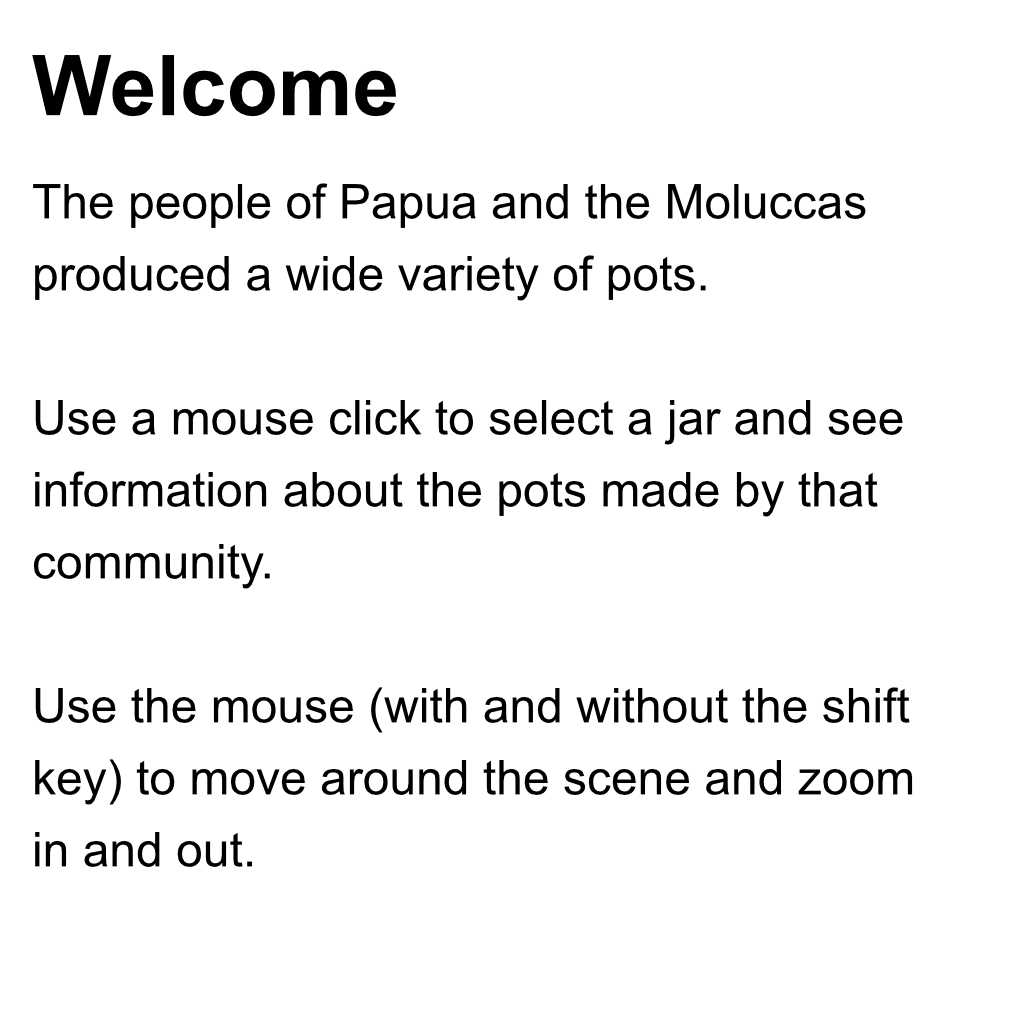 Welcome
The people of Papua and the Moluccas
produced a wide variety of pots.
Use a mouse click to select a jar and see
information about the pots made by that
community.
Use the mouse (with and without the shift
key) to move around the scene and zoom
in and out.